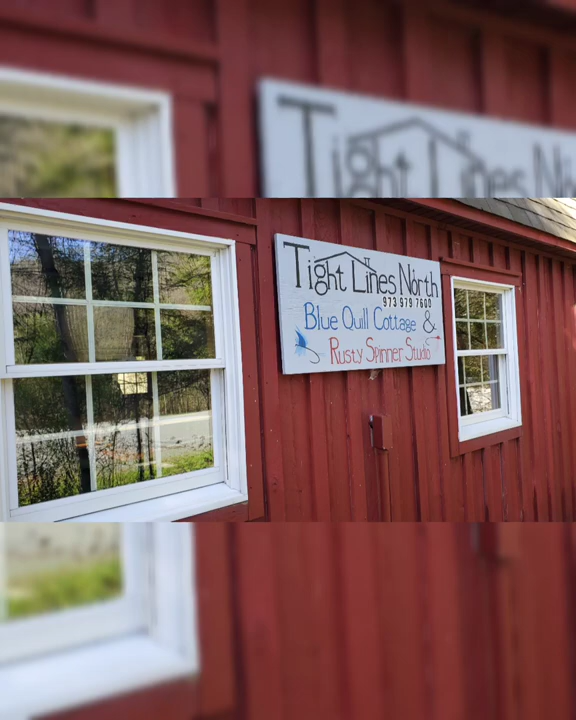 Tight Lines North
973 979 7600
Blue Quill Cottage &
Rusty Spinner Studio